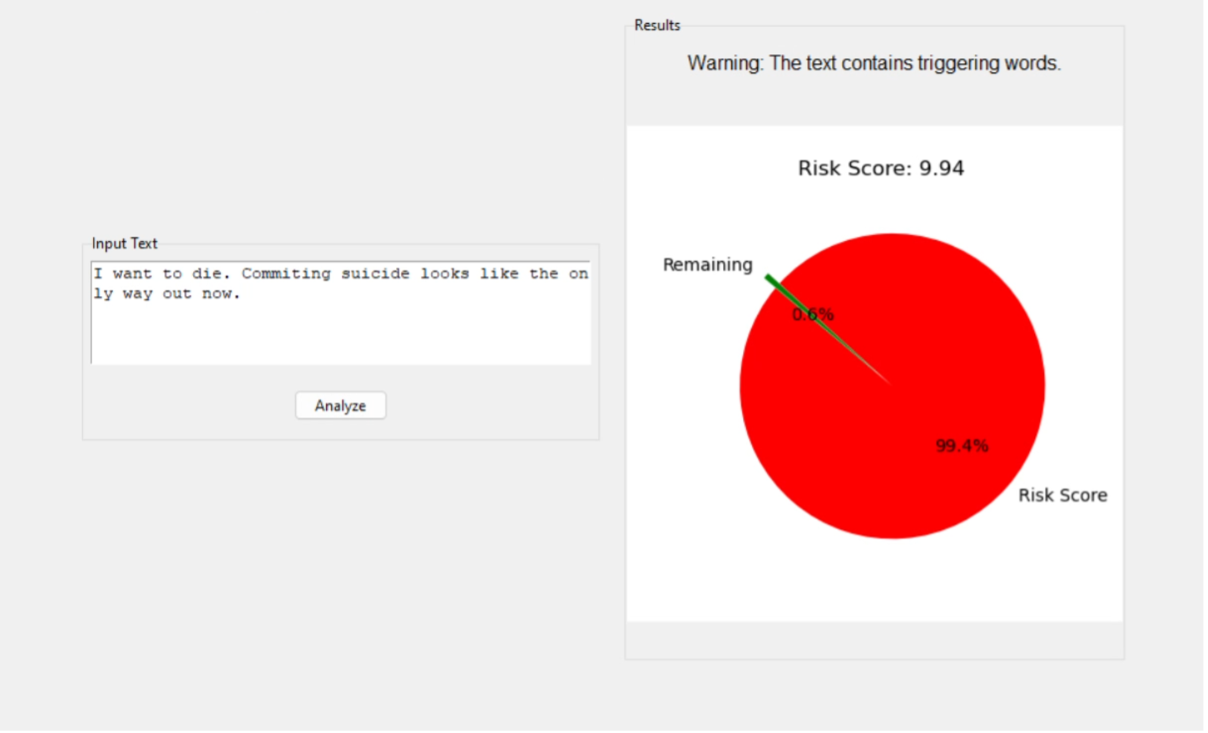 Results
Warning: The text contains triggering words.
Risk Score: 9.94
Input Text
I want to die. Commiting suicide looks like the on
ly way out now.
Analyze
Remaining
0.6%
99.4%
Risk Score